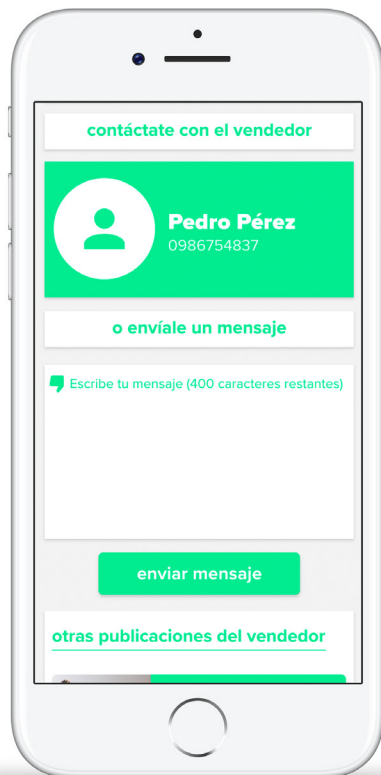 contáctate con el vendedor
Pedro Pérez
0986754837
o envíale un mensaje
Escribe tu mensaje (400 caracteres restantes)
enviar mensaje
otras publicaciones del vendedor